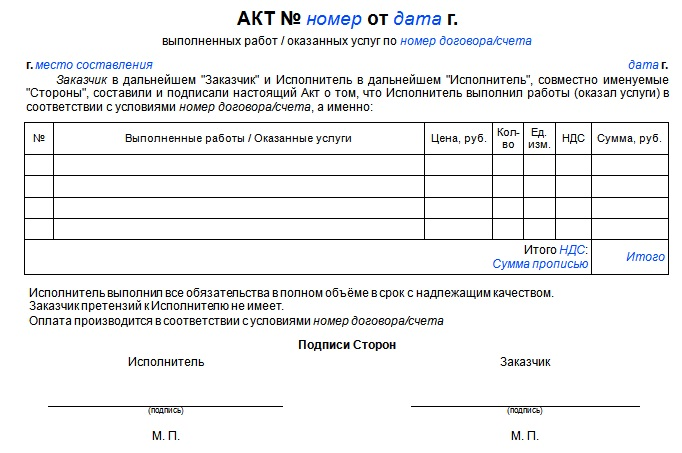 АКТ № номер от дата г.
выполненных работ / оказанных услуг по номер договора/счета
г. место составления дата г.
Заказчик в дальнейшем "Заказчик" и Исполнитель в дальнейшем "Исполнитель", совместно именуемые
"Стороны", составили и подписали настоящий Акт о том, что Исполнитель выполнил работы (оказал услуги) в
соответствии с условиями номер договора/счета, а именно:
№ Выполненные работы / Оказанные услуги Цена, руб. Кол-во Ед. изм. НДС Сумма, руб.
Итого НДС:
Сумма прописью Итого
Исполнитель выполнил все обязательства в полном объёме в срок с надлежащим качеством.
Заказчик претензий к Исполнителю не имеет.
Оплата производится в соответствии с условиями номер договора/счета
Подписи Сторон
Исполнитель Заказчик
(подпись) (подпись)
М. П. М. П.